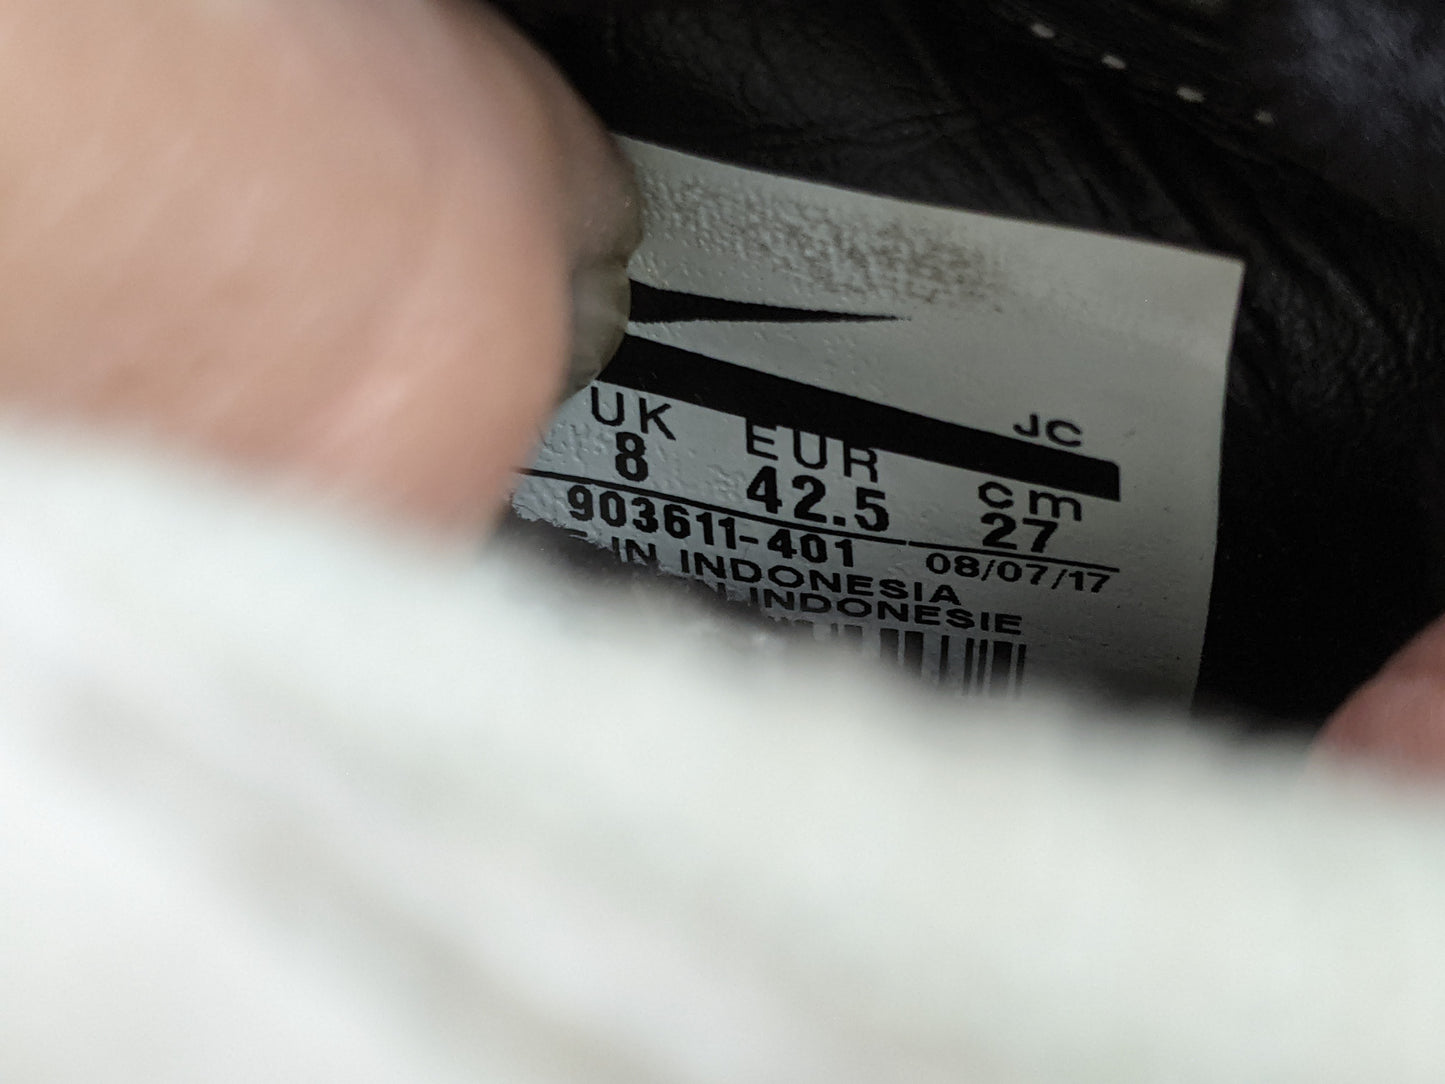 JC
UK EUR cm
8 42.5 27
903611-401 08/07/17
IN INDONESIA
INDONESIE